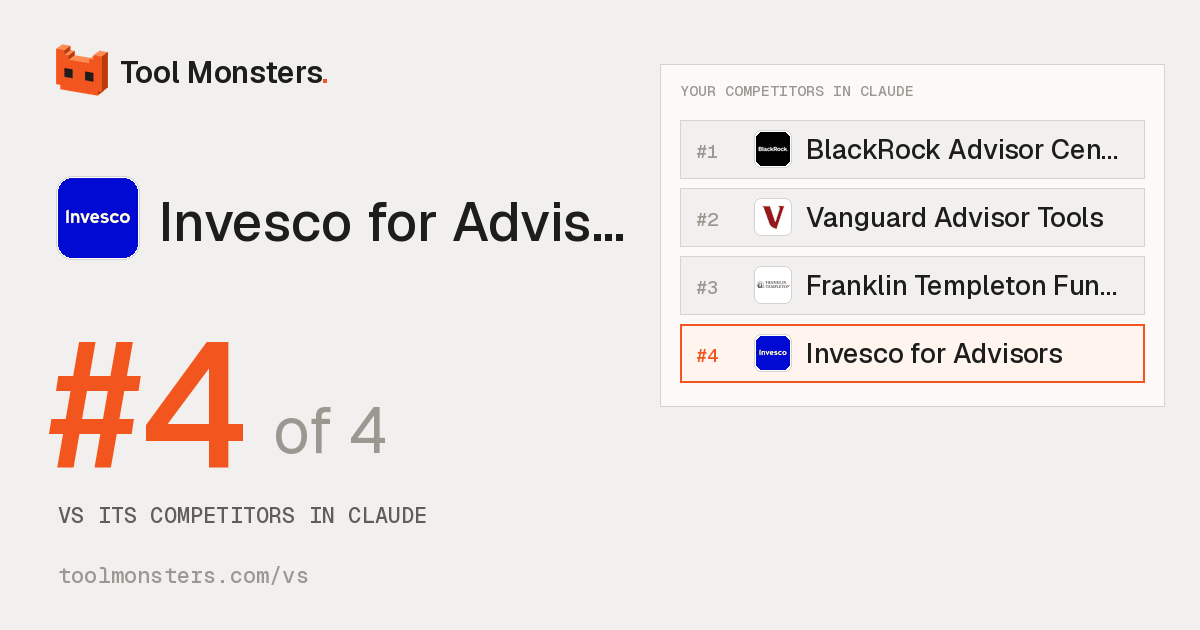 Tool Monsters.
Invesco
Invesco for Advis...
#4 of 4
VS ITS COMPETITORS IN CLAUDE
toolmonsters.com/vs
YOUR COMPETITORS IN CLAUDE
#1 BlackRock. BlackRock Advisor Cen...
#2 V Vanguard Advisor Tools
#3 FRANKLIN TEMPLETON Franklin Templeton Fun...
#4 Invesco Invesco for Advisors